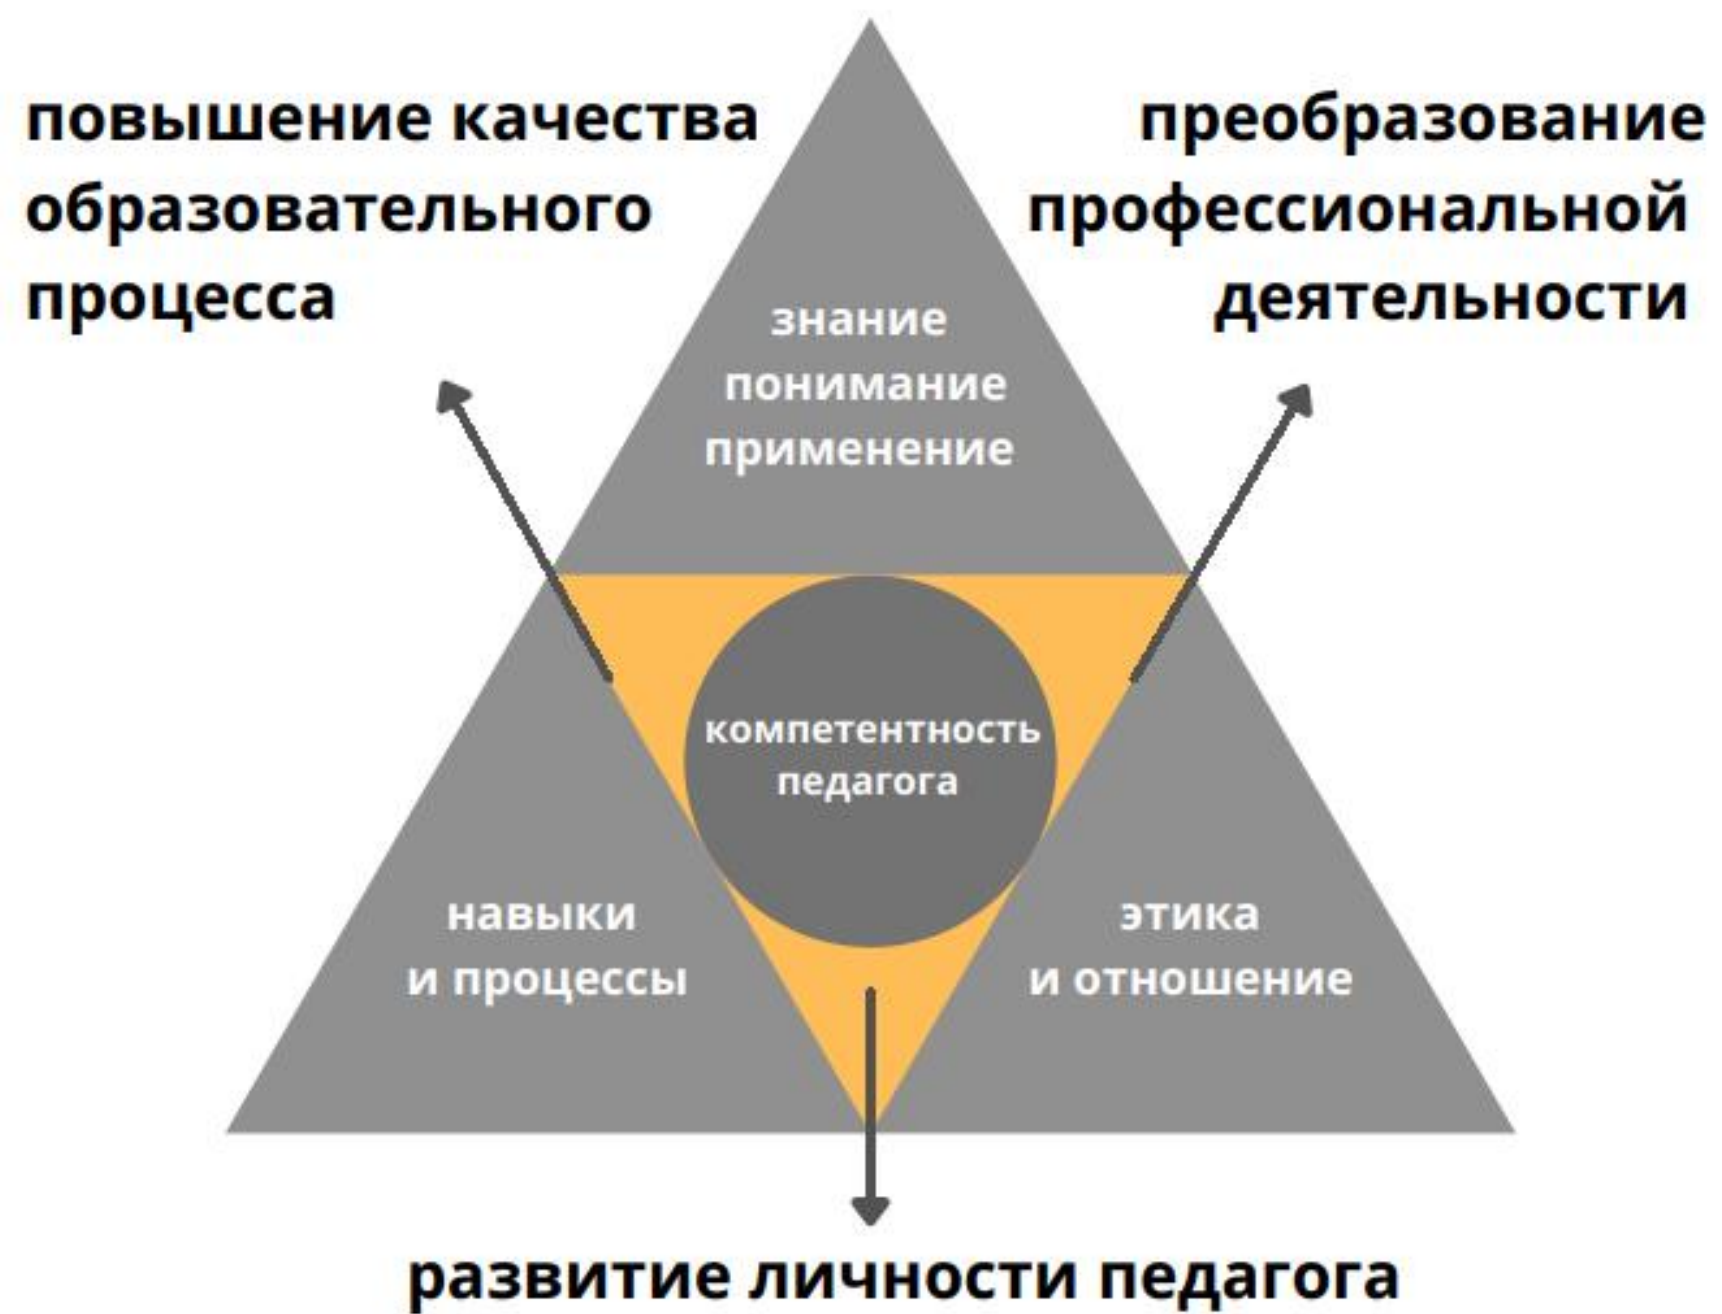 повышение качества
образовательного
процесса
преобразование
профессиональной
деятельности
знание
понимание
применение
компетентность
педагога
навыки
и процессы
этика
и отношение
развитие личности педагога